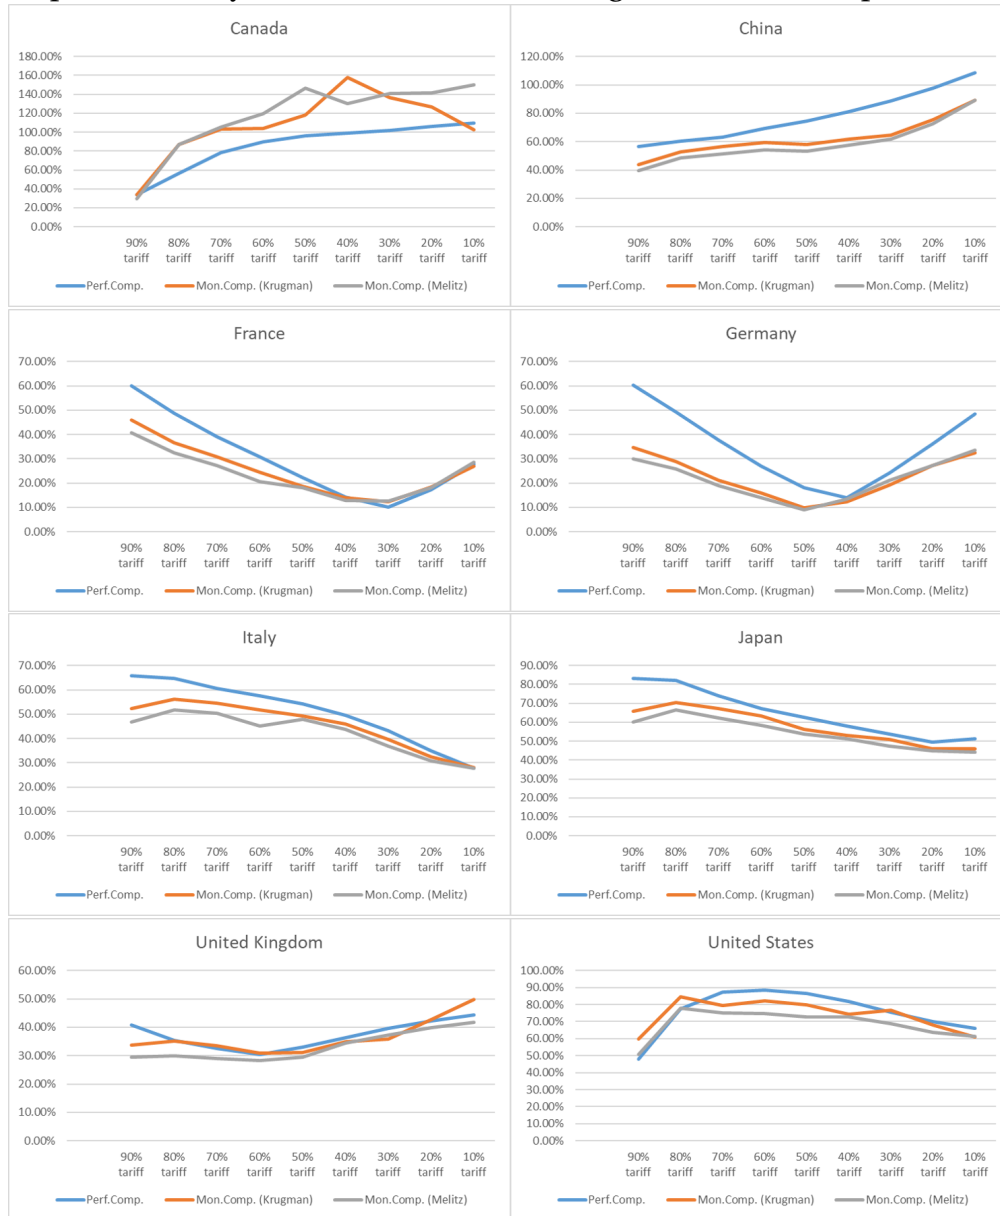 Canada
180.00%
160.00%
140.00%
120.00%
100.00%
80.00%
60.00%
40.00%
20.00%
0.00%
90% 80% 70% 60% 50% 40% 30% 20% 10%
tariff tariff tariff tariff tariff tariff tariff tariff tariff
Perf.Comp. Mon.Comp. (Krugman) Mon.Comp. (Melitz)
China
120.00%
100.00%
80.00%
60.00%
40.00%
20.00%
0.00%
90% 80% 70% 60% 50% 40% 30% 20% 10%
tariff tariff tariff tariff tariff tariff tariff tariff tariff
Perf.Comp. Mon.Comp. (Krugman) Mon.Comp. (Melitz)
France
70.00%
60.00%
50.00%
40.00%
30.00%
20.00%
10.00%
0.00%
90% 80% 70% 60% 50% 40% 30% 20% 10%
tariff tariff tariff tariff tariff tariff tariff tariff tariff
Perf.Comp. Mon.Comp. (Krugman) Mon.Comp. (Melitz)
Germany
70.00%
60.00%
50.00%
40.00%
30.00%
20.00%
10.00%
0.00%
90% 80% 70% 60% 50% 40% 30% 20% 10%
tariff tariff tariff tariff tariff tariff tariff tariff tariff
Perf.Comp. Mon.Comp. (Krugman) Mon.Comp. (Melitz)
Italy
70.00%
60.00%
50.00%
40.00%
30.00%
20.00%
10.00%
0.00%
90% 80% 70% 60% 50% 40% 30% 20% 10%
tariff tariff tariff tariff tariff tariff tariff tariff tariff
Perf.Comp. Mon.Comp. (Krugman) Mon.Comp. (Melitz)
Japan
90.00%
80.00%
70.00%
60.00%
50.00%
40.00%
30.00%
20.00%
10.00%
0.00%
90% 80% 70% 60% 50% 40% 30% 20% 10%
tariff tariff tariff tariff tariff tariff tariff tariff tariff
Perf.Comp. Mon.Comp. (Krugman) Mon.Comp. (Melitz)
United Kingdom
60.00%
50.00%
40.00%
30.00%
20.00%
10.00%
0.00%
90% 80% 70% 60% 50% 40% 30% 20% 10%
tariff tariff tariff tariff tariff tariff tariff tariff tariff
Perf.Comp. Mon.Comp. (Krugman) Mon.Comp. (Melitz)
United States
100.00%
90.00%
80.00%
70.00%
60.00%
50.00%
40.00%
30.00%
20.00%
10.00%
0.00%
90% 80% 70% 60% 50% 40% 30% 20% 10%
tariff tariff tariff tariff tariff tariff tariff tariff tariff
Perf.Comp. Mon.Comp. (Krugman) Mon.Comp. (Melitz)